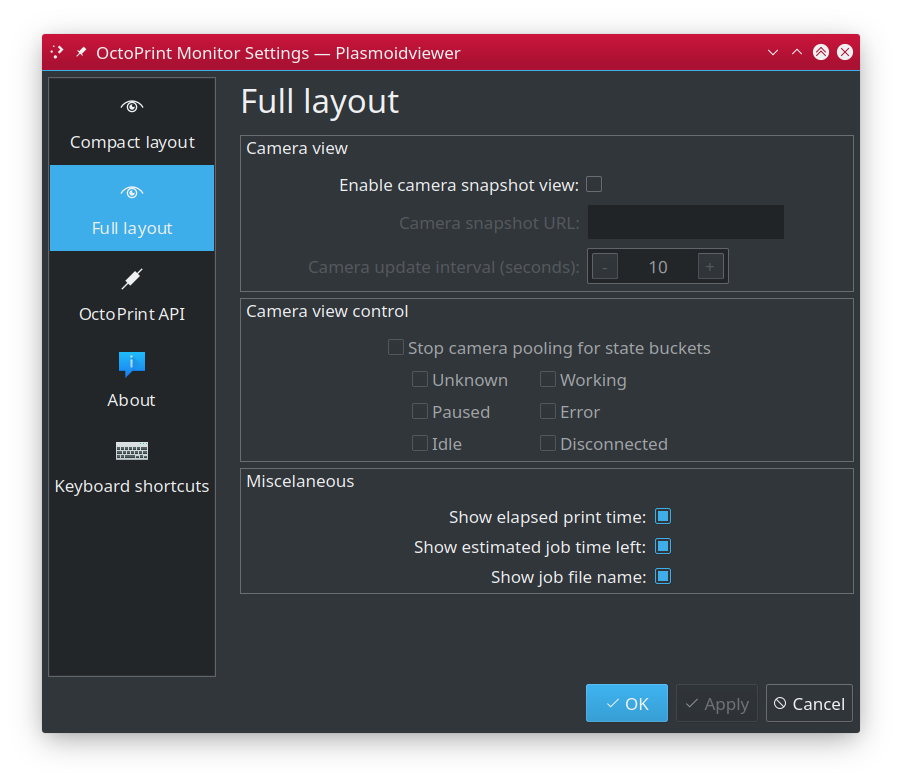 OctoPrint Monitor Settings — Plasmoidviewer
Compact layout
Full layout
OctoPrint API
About
Keyboard shortcuts
Full layout
Camera view
Enable camera snapshot view:
Camera snapshot URL:
Camera update interval (seconds): - 10 +
Camera view control
Stop camera pooling for state buckets
Unknown Working
Paused Error
Idle Disconnected
Miscelaneous
Show elapsed print time:
Show estimated job time left:
Show job file name:
OK Apply Cancel